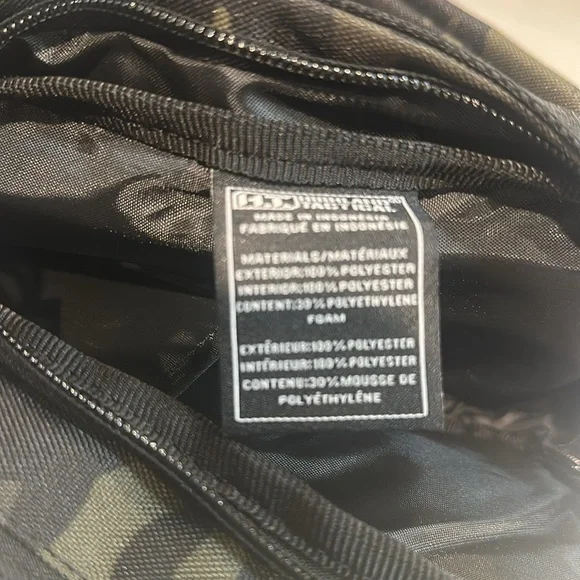 MADE IN INDONESIA
FABRIQUÉ EN INDONÉSIE
MATERIALS/MATÉRIAUX
EXTERIOR:100% POLYESTER
INTERIOR:100% POLYESTER
CONTENT:30% POLYETHYLENE
FOAM
EXTÉRIEUR:100% POLYESTER
INTÉRIEUR:100% POLYESTER
CONTENU:30% MOUSSE DE
POLYÉTHYLÈNE